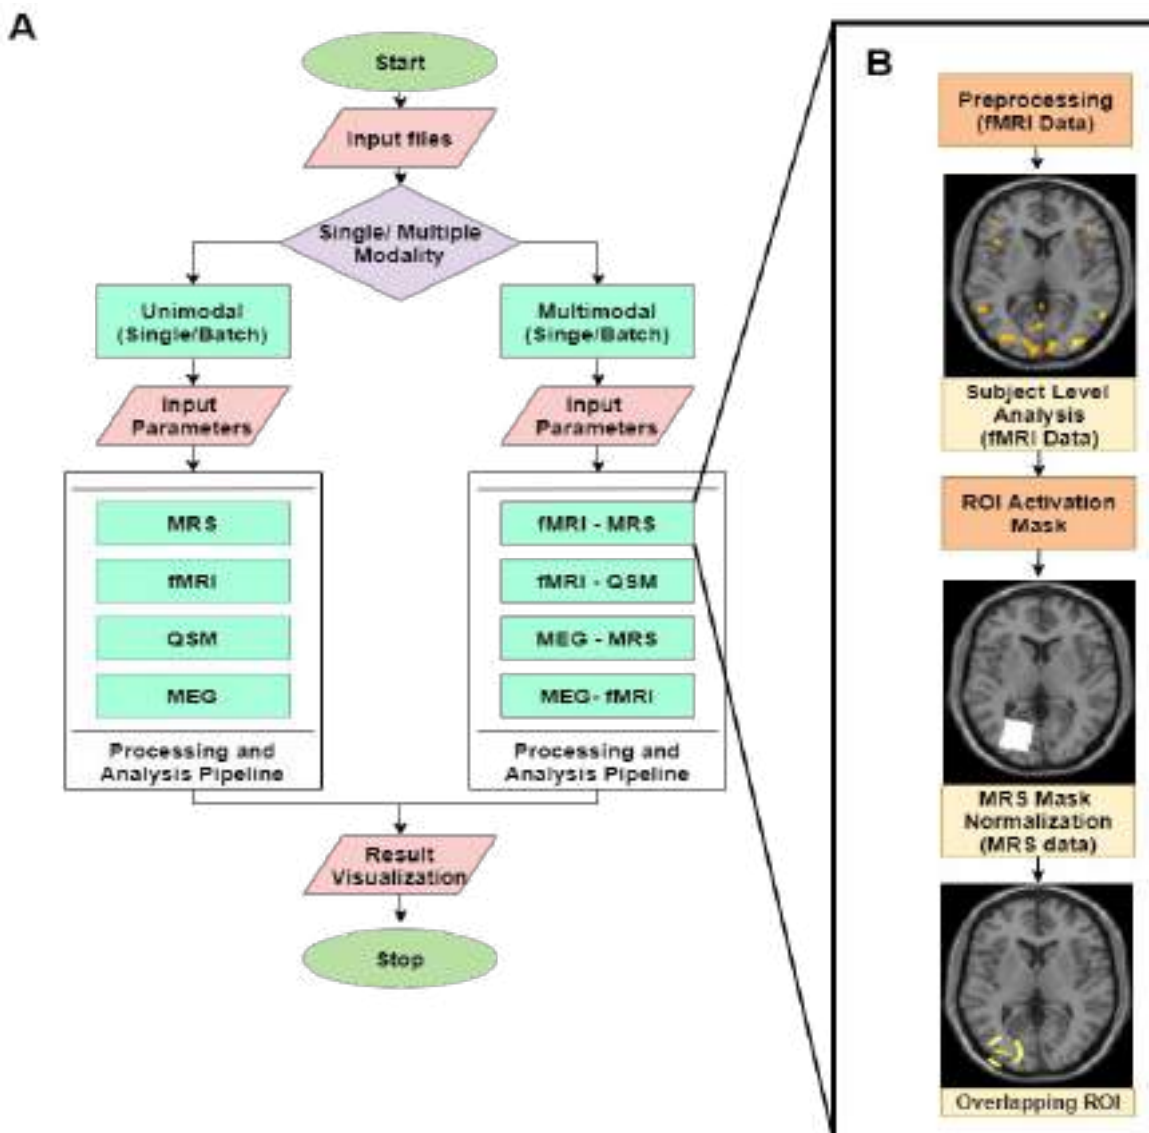 A
Start
Input files
Single/ Multiple
Modality
Unimodal
(Single/Batch)
Multimodal
(Singe/Batch)
Input
Parameters
Input
Parameters
MRS
fMRI
QSM
MEG
Processing and
Analysis Pipeline
fMRI - MRS
fMRI - QSM
MEG - MRS
MEG- fMRI
Processing and
Analysis Pipeline
Result
Visualization
Stop
B
Preprocessing
(fMRI Data)
Subject Level
Analysis
(fMRI Data)
ROI Activation
Mask
MRS Mask
Normalization
(MRS data)
Overlapping ROI